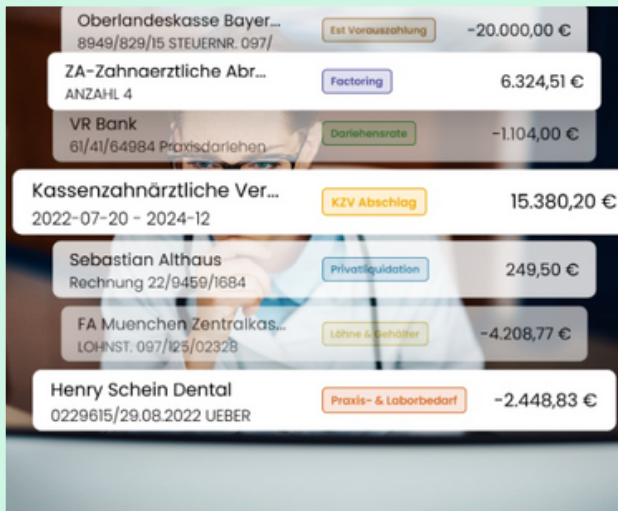 Oberlandeskasse Bayer...
8949/829/15 STEUERNR. 097/
Est Vorauszahlung
-20.000,00 €
ZA-Zahnaerztliche Abr...
ANZAHL 4
Factoring
6.324,51 €
VR Bank
61/41/64984 Praxisdarlehen
Darlehensrate
-1.104,00 €
Kassenzahnärztliche Ver...
2022-07-20 - 2024-12
KZV Abschlag
15.380,20 €
Sebastian Althaus
Rechnung 22/9459/1684
Privatliquidation
249,50 €
FA Muenchen Zentralkas...
LOHNST. 097/125/02328
Löhne & Gehälter
-4.208,77 €
Henry Schein Dental
0229615/29.08.2022 UEBER
Praxis- & Laborbedarf
-2.448,83 €